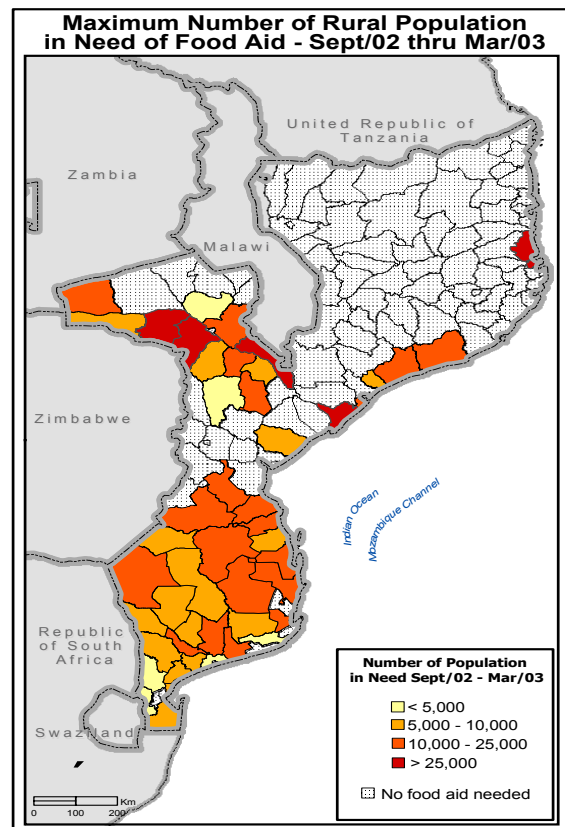 Maximum Number of Rural Population
in Need of Food Aid - Sept/02 thru Mar/03
United Republic of
Tanzania
Zambia
Malawi
Zimbabwe
Indian Ocean
Mozambique Channel
Republic
of South
Africa
Swaziland
Number of Population
in Need Sept/02 - Mar/03
< 5,000
5,000 - 10,000
10,000 - 25,000
> 25,000
No food aid needed
0 100 200 Km